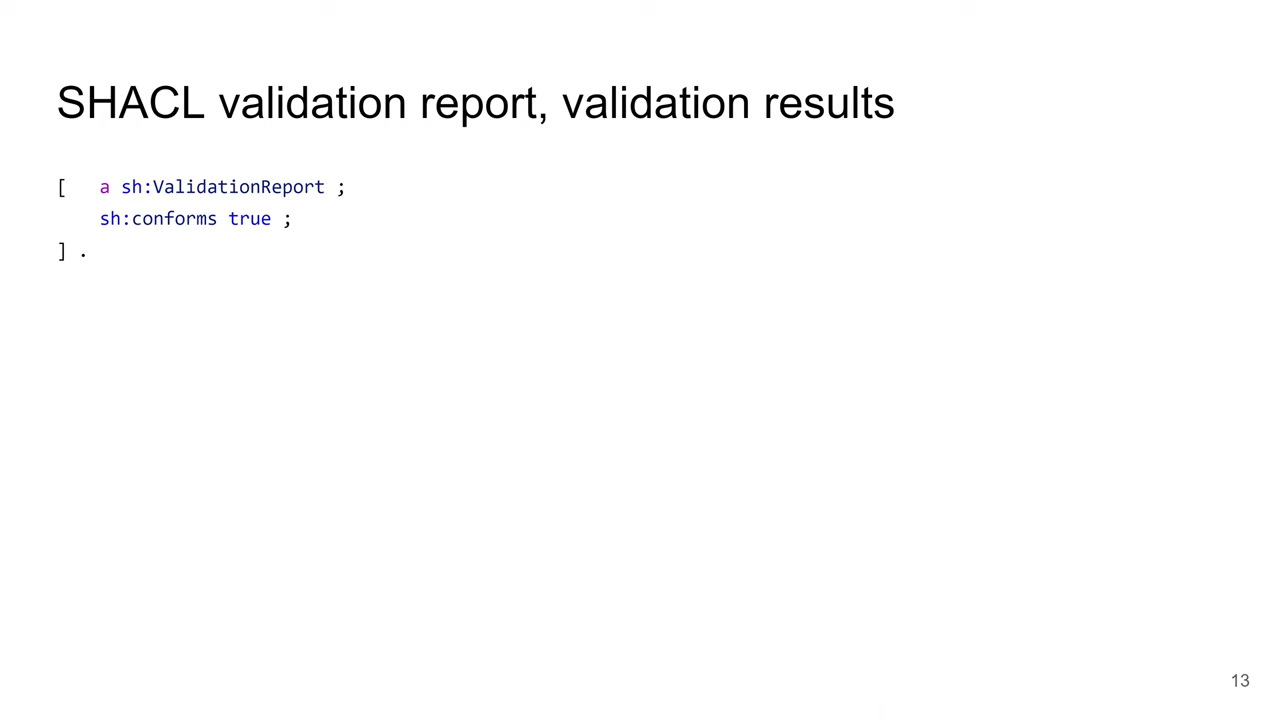 SHACL validation report, validation results
[   a sh:ValidationReport ;
    sh:conforms true ;
] .
13